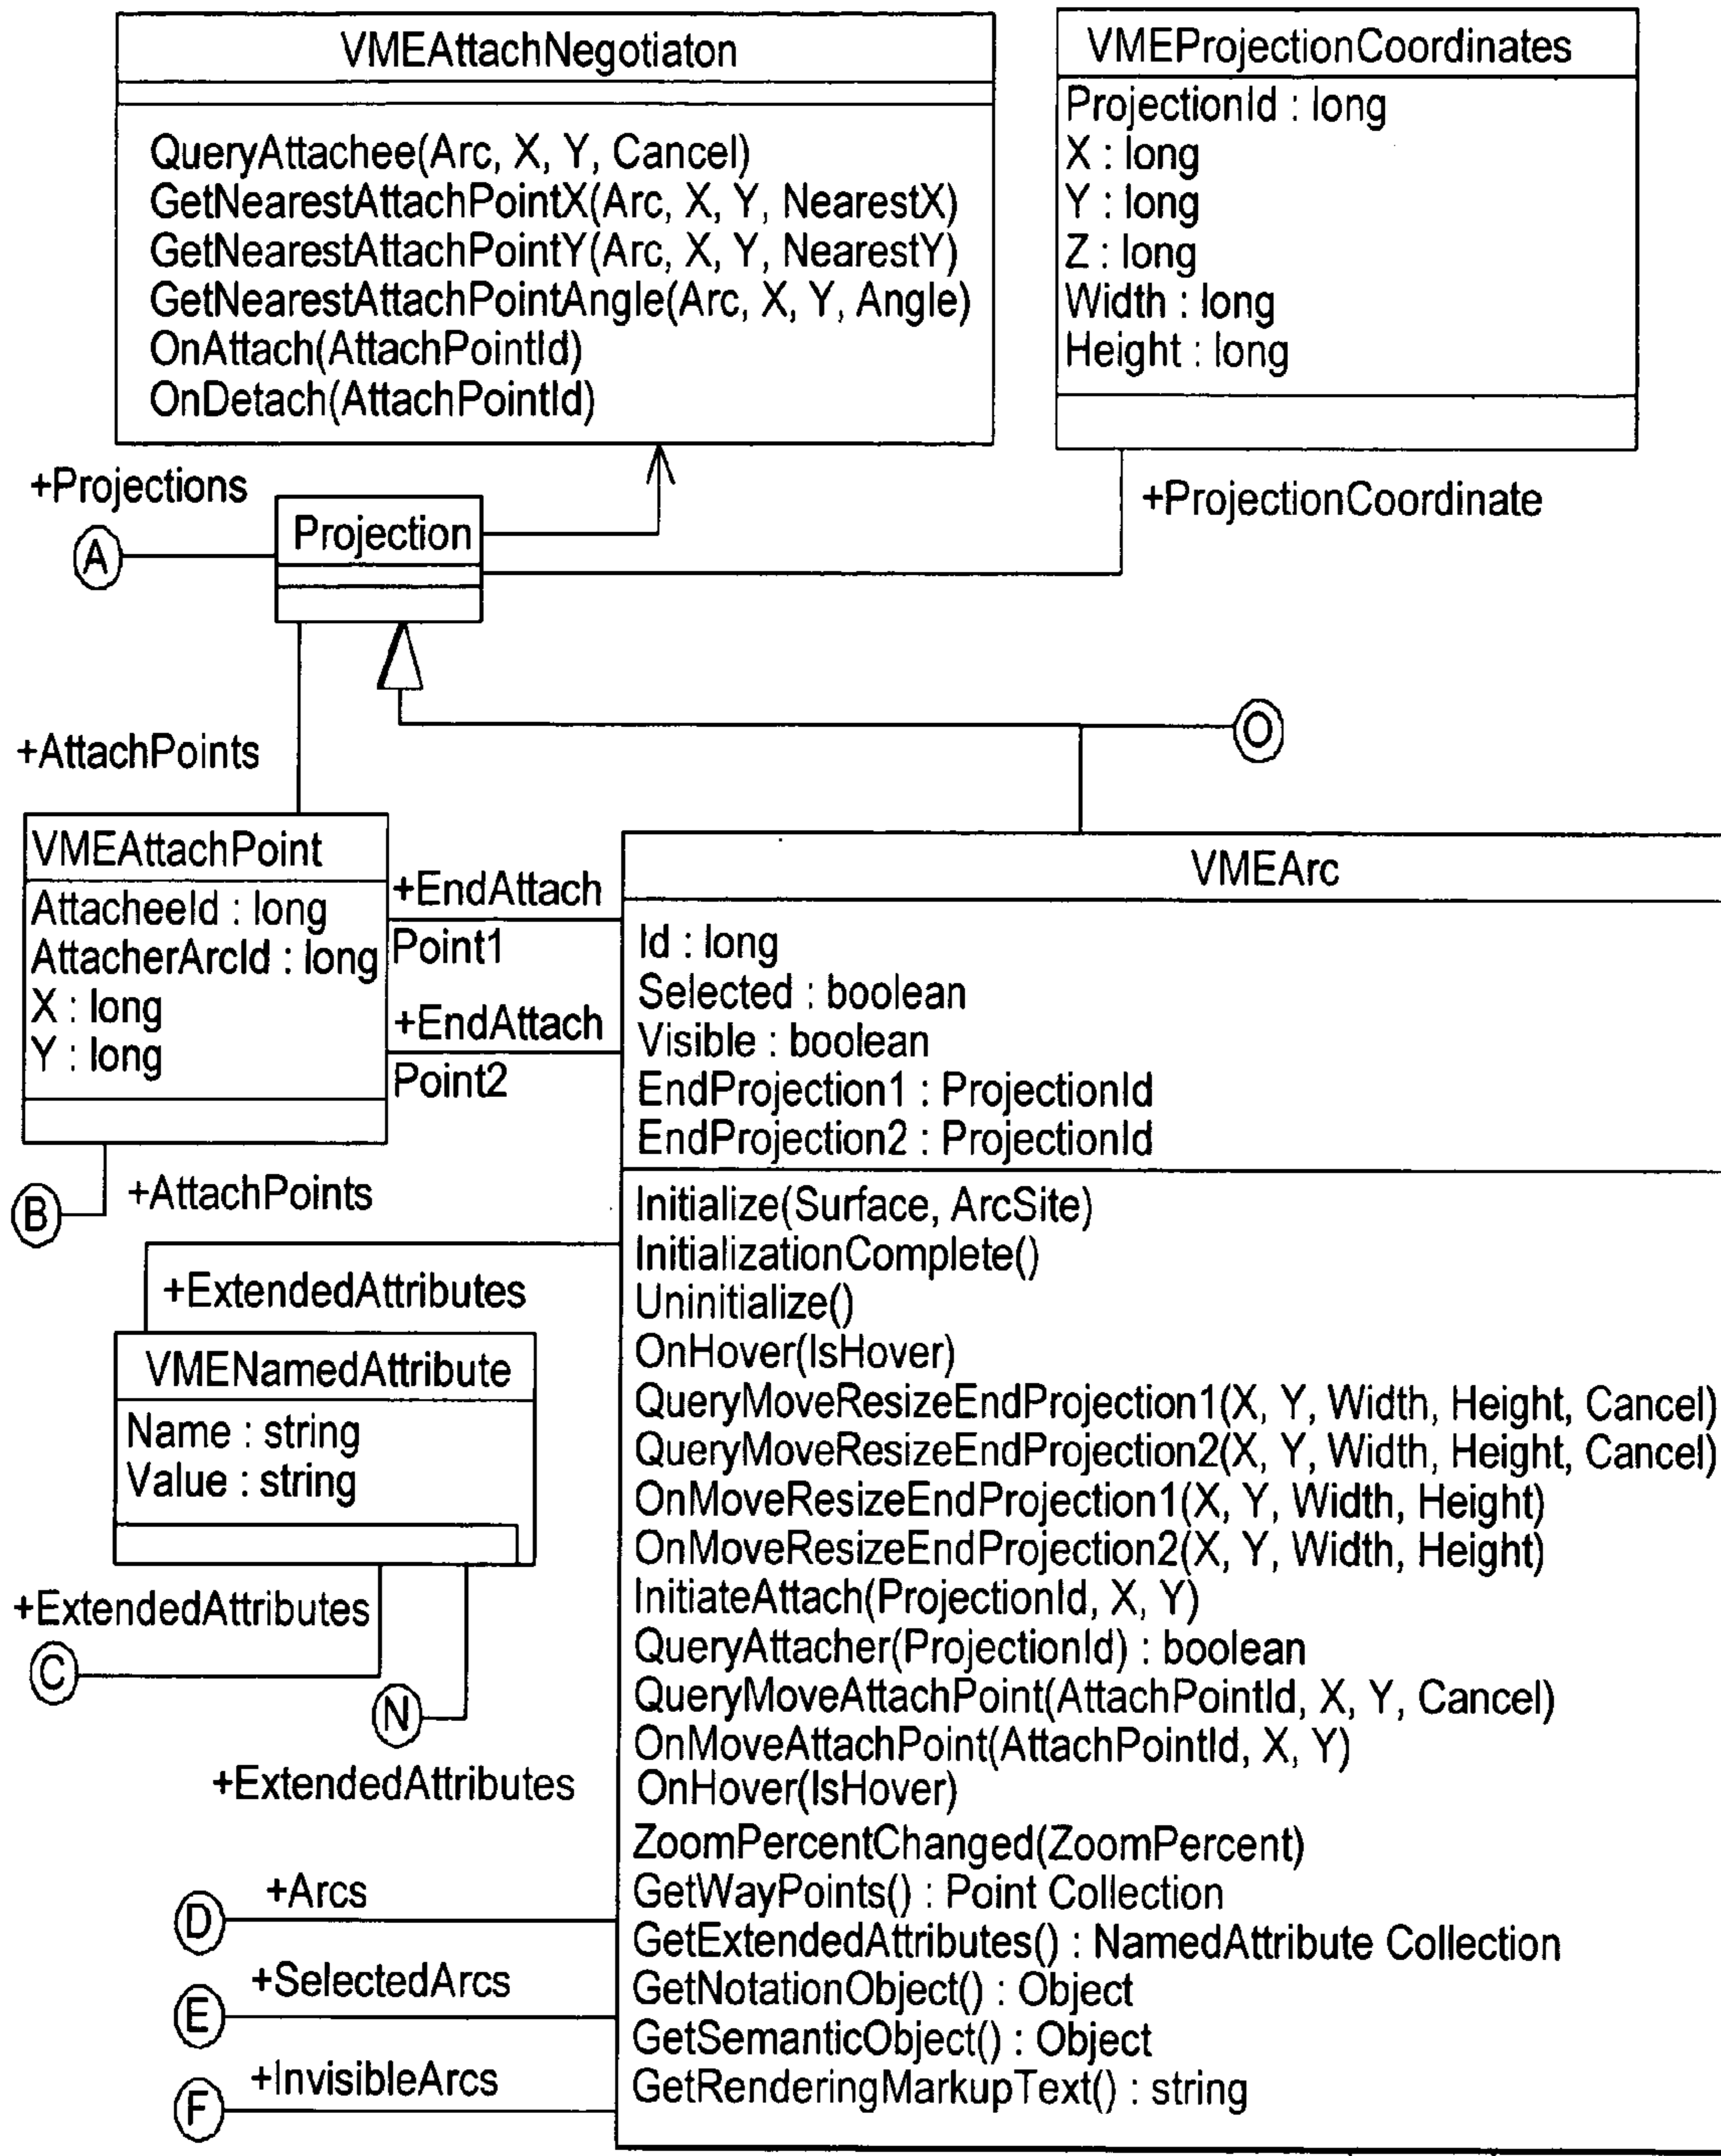 VMEAttachNegotiaton
QueryAttachee(Arc, X, Y, Cancel)
GetNearestAttachPointX(Arc, X, Y, NearestX)
GetNearestAttachPointY(Arc, X, Y, NearestY)
GetNearestAttachPointAngle(Arc, X, Y, Angle)
OnAttach(AttachPointId)
OnDetach(AttachPointId)
VMEProjectionCoordinates
ProjectionId : long
X : long
Y : long
Z : long
Width : long
Height : long
+Projections
A
Projection
+ProjectionCoordinate
O
+AttachPoints
VMEAttachPoint
AttacheeId : long
AttacherArcId : long
X : long
Y : long
+EndAttach
Point1
+EndAttach
Point2
B
+AttachPoints
+ExtendedAttributes
VMENamedAttribute
Name : string
Value : string
+ExtendedAttributes
C
N
+ExtendedAttributes
D
+Arcs
E
+SelectedArcs
F
+InvisibleArcs
VMEArc
Id : long
Selected : boolean
Visible : boolean
EndProjection1 : ProjectionId
EndProjection2 : ProjectionId
Initialize(Surface, ArcSite)
InitializationComplete()
Uninitialize()
OnHover(IsHover)
QueryMoveResizeEndProjection1(X, Y, Width, Height, Cancel)
QueryMoveResizeEndProjection2(X, Y, Width, Height, Cancel)
OnMoveResizeEndProjection1(X, Y, Width, Height)
OnMoveResizeEndProjection2(X, Y, Width, Height)
InitiateAttach(ProjectionId, X, Y)
QueryAttacher(ProjectionId) : boolean
QueryMoveAttachPoint(AttachPointId, X, Y, Cancel)
OnMoveAttachPoint(AttachPointId, X, Y)
OnHover(IsHover)
ZoomPercentChanged(ZoomPercent)
GetWayPoints() : Point Collection
GetExtendedAttributes() : NamedAttribute Collection
GetNotationObject() : Object
GetSemanticObject() : Object
GetRenderingMarkupText() : string